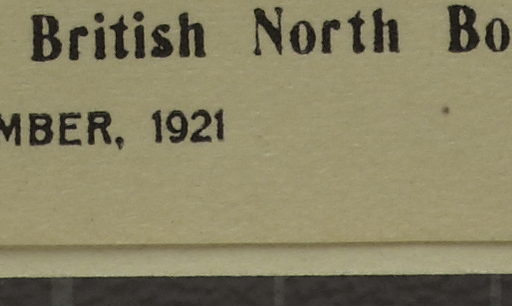 British North Bo
MBER, 1921